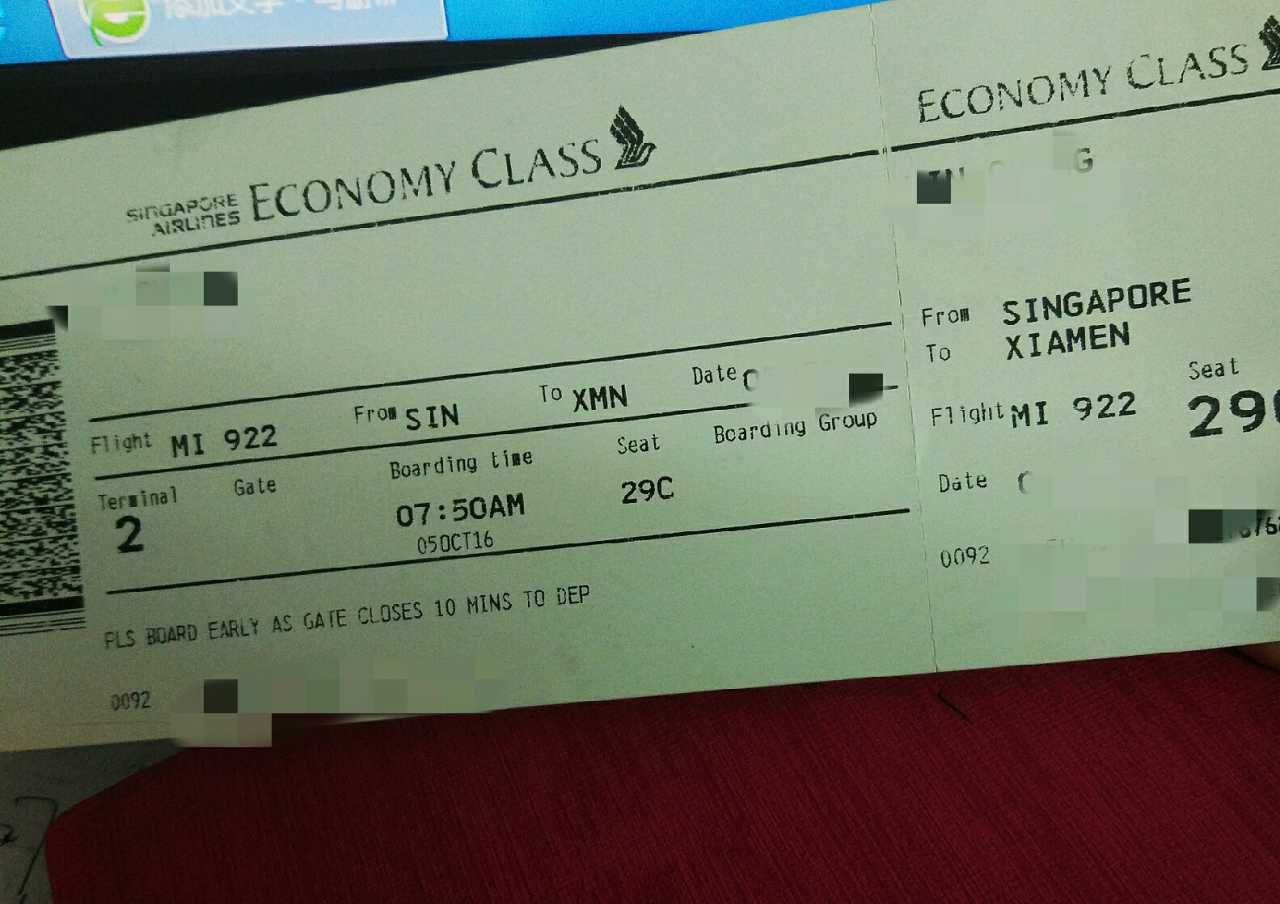 SINGAPORE AIRLINES ECONOMY CLASS
Flight MI 922 From SIN To XMN Date
Terminal Gate Boarding time Seat Boarding Group
2 07:50AM 29C
05OCT16
PLS BOARD EARLY AS GATE CLOSES 10 MINS TO DEP
0092
ECONOMY CLASS
From SINGAPORE
To XIAMEN
Seat
Flight MI 922 29
Date
0092